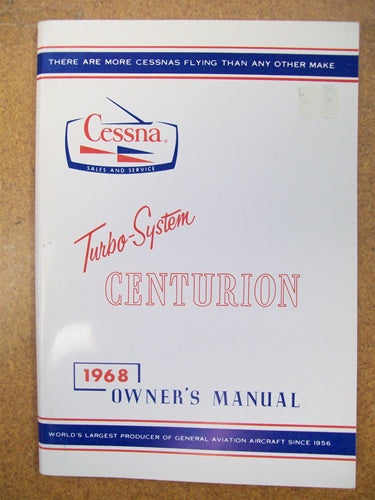 THERE ARE MORE CESSNAS FLYING THAN ANY OTHER MAKE
Cessna®
SALES AND SERVICE
Turbo-System
CENTURION
1968
OWNER'S MANUAL
WORLD'S LARGEST PRODUCER OF GENERAL AVIATION AIRCRAFT SINCE 1956